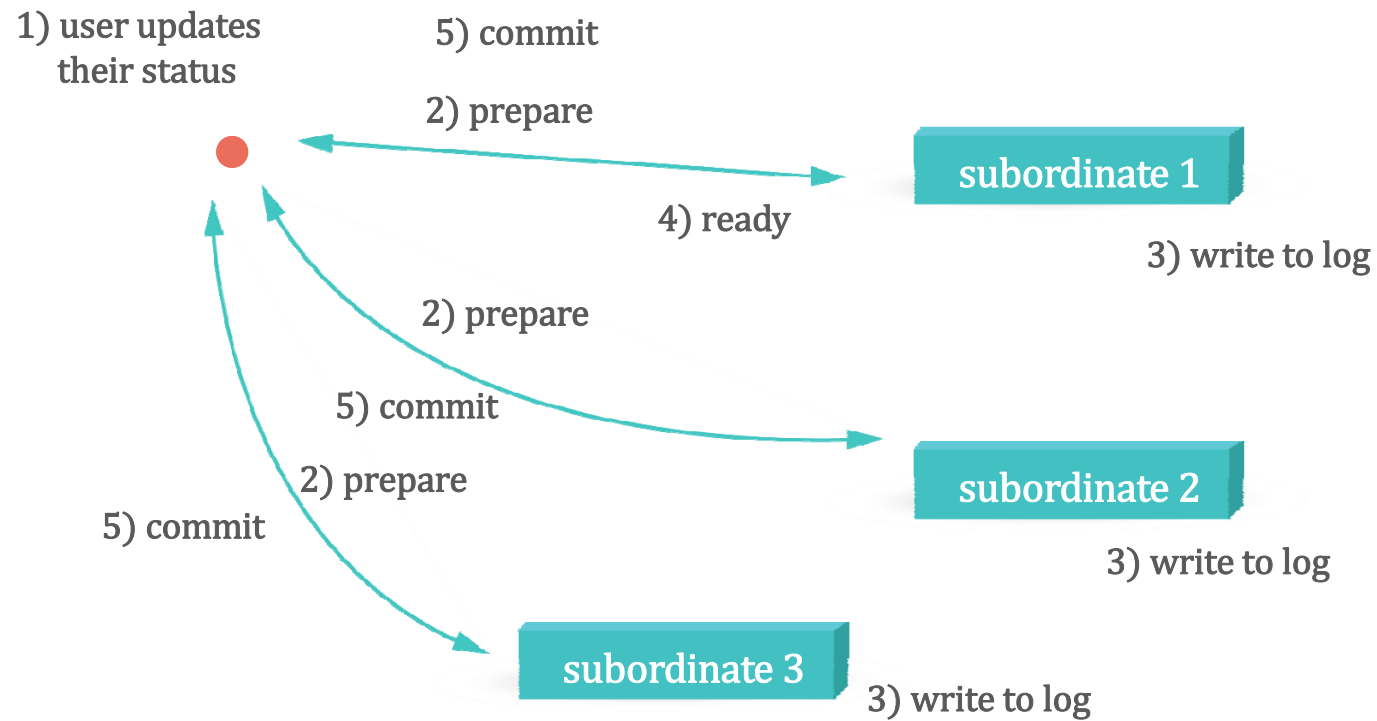 1) user updates
their status
5) commit
2) prepare
subordinate 1
4) ready
3) write to log
2) prepare
5) commit
2) prepare
subordinate 2
5) commit
3) write to log
subordinate 3
3) write to log